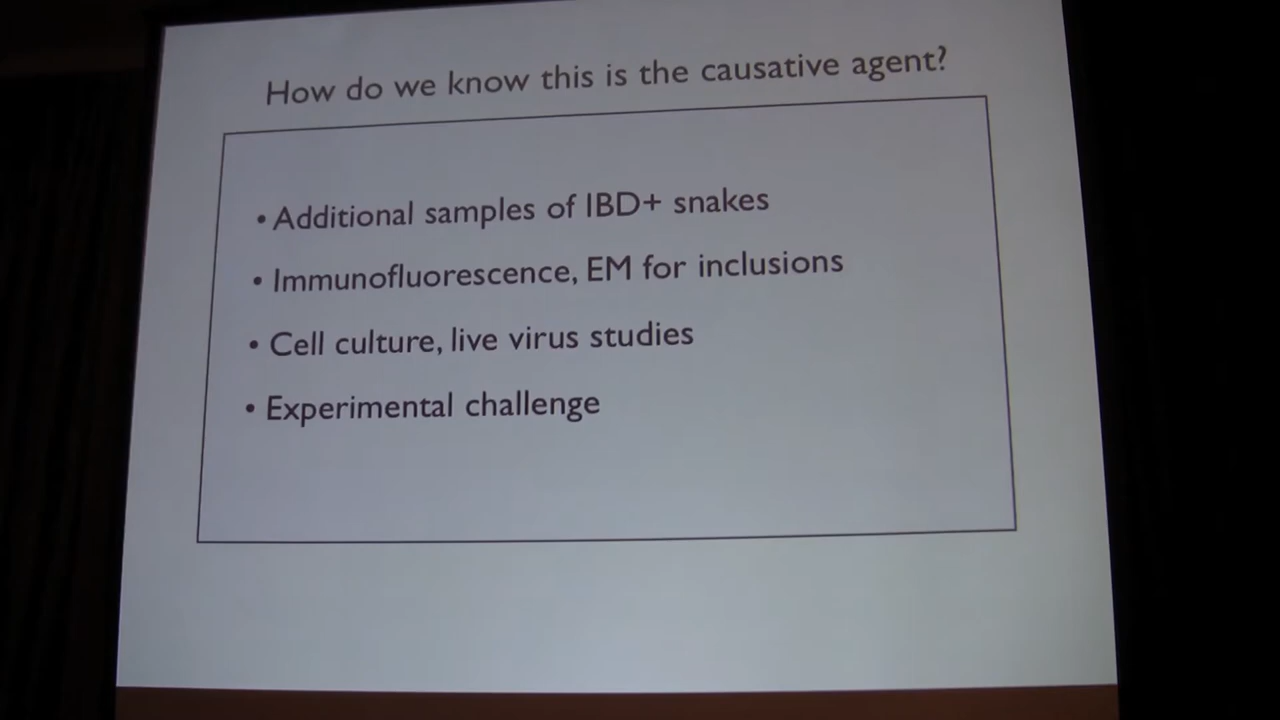 How do we know this is the causative agent?
• Additional samples of IBD+ snakes
• Immunofluorescence, EM for inclusions
• Cell culture, live virus studies
• Experimental challenge